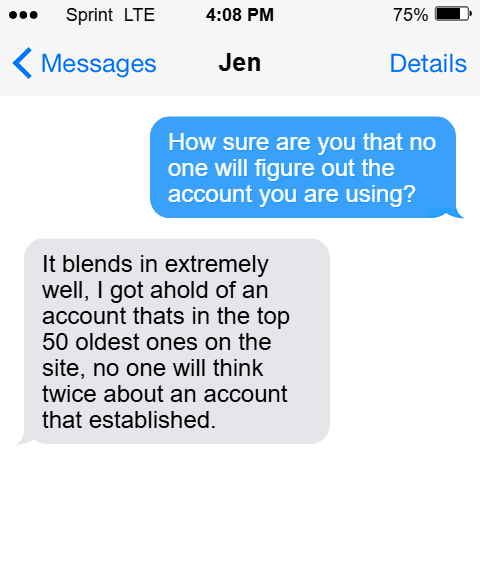 Sprint LTE 4:08 PM 75%
Messages Jen Details
How sure are you that no
one will figure out the
account you are using?
It blends in extremely
well, I got ahold of an
account thats in the top
50 oldest ones on the
site, no one will think
twice about an account
that established.